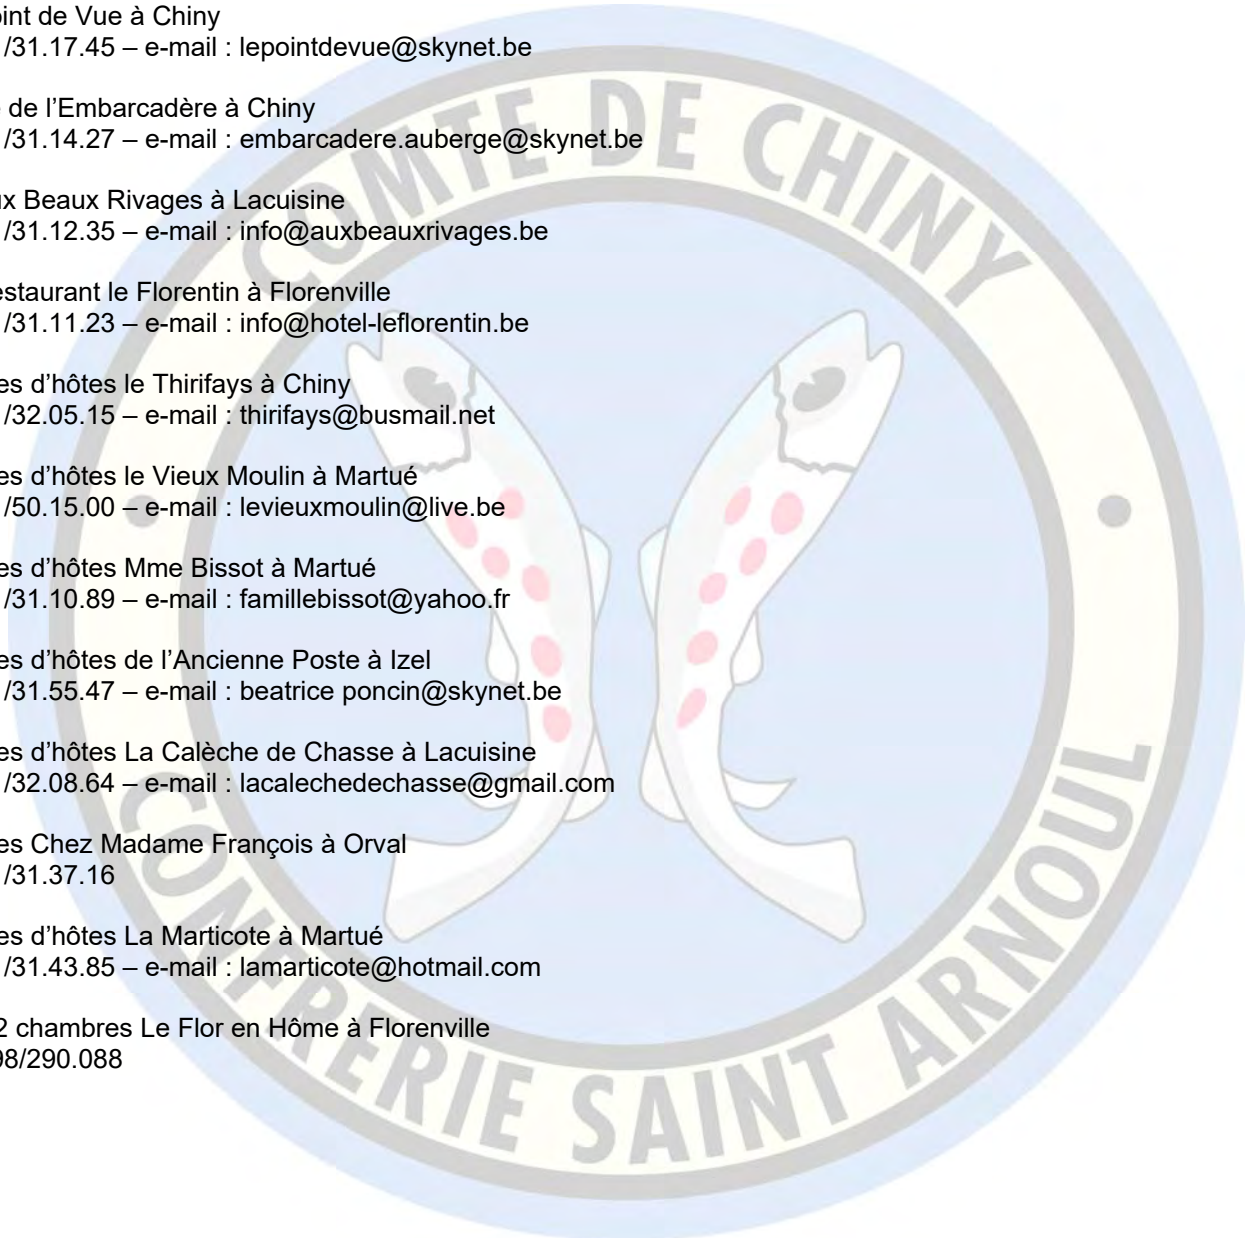 int de Vue à Chiny
/31.17.45 – e-mail : lepointdevue@skynet.be
de l’Embarcadère à Chiny
/31.14.27 – e-mail : embarcadere.auberge@skynet.be
ux Beaux Rivages à Lacuisine
/31.12.35 – e-mail : info@auxbeauxrivages.be
estaurant le Florentin à Florenville
/31.11.23 – e-mail : info@hotel-leflorentin.be
es d’hôtes le Thirifays à Chiny
/32.05.15 – e-mail : thirifays@busmail.net
es d’hôtes le Vieux Moulin à Martué
/50.15.00 – e-mail : levieuxmoulin@live.be
es d’hôtes Mme Bissot à Martué
/31.10.89 – e-mail : famillebissot@yahoo.fr
es d’hôtes de l’Ancienne Poste à Izel
/31.55.47 – e-mail : beatrice poncin@skynet.be
es d’hôtes La Calèche de Chasse à Lacuisine
/32.08.64 – e-mail : lacalechedechasse@gmail.com
es Chez Madame François à Orval
/31.37.16
es d’hôtes La Marticote à Martué
/31.43.85 – e-mail : lamarticote@hotmail.com
2 chambres Le Flor en Hôme à Florenville
98/290.088
COMTE DE CHINY
CONFRERIE SAINT ARNOUL